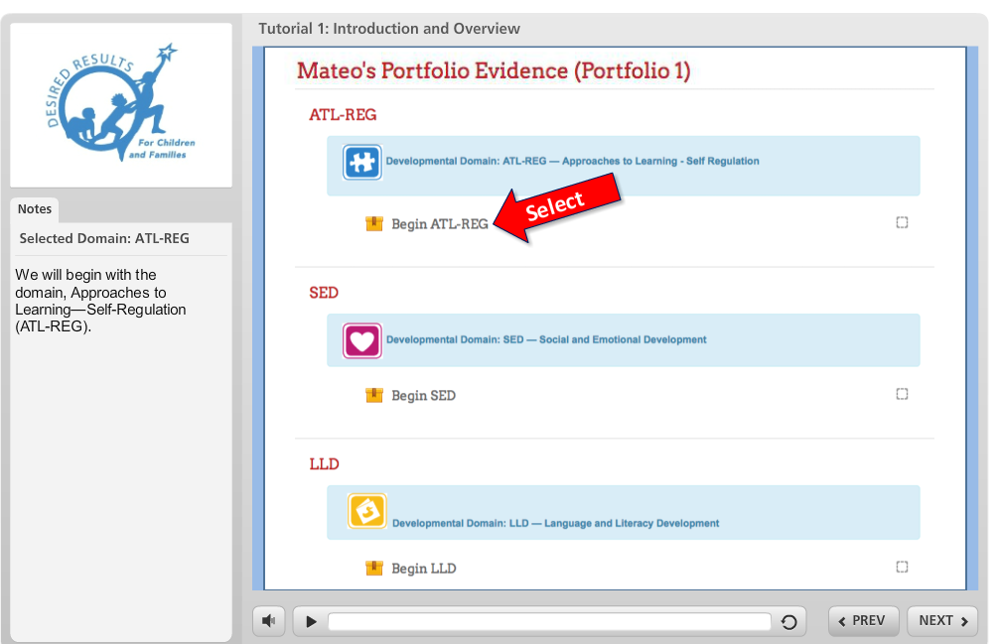 Tutorial 1: Introduction and Overview
DESIRED RESULTS
For Children
and Families
Notes
Selected Domain: ATL-REG
We will begin with the
domain, Approaches to
Learning—Self-Regulation
(ATL-REG).
Mateo's Portfolio Evidence (Portfolio 1)
ATL-REG
Developmental Domain: ATL-REG — Approaches to Learning - Self Regulation
Begin ATL-REG
Select
SED
Developmental Domain: SED — Social and Emotional Development
Begin SED
LLD
Developmental Domain: LLD — Language and Literacy Development
Begin LLD
PREV
NEXT